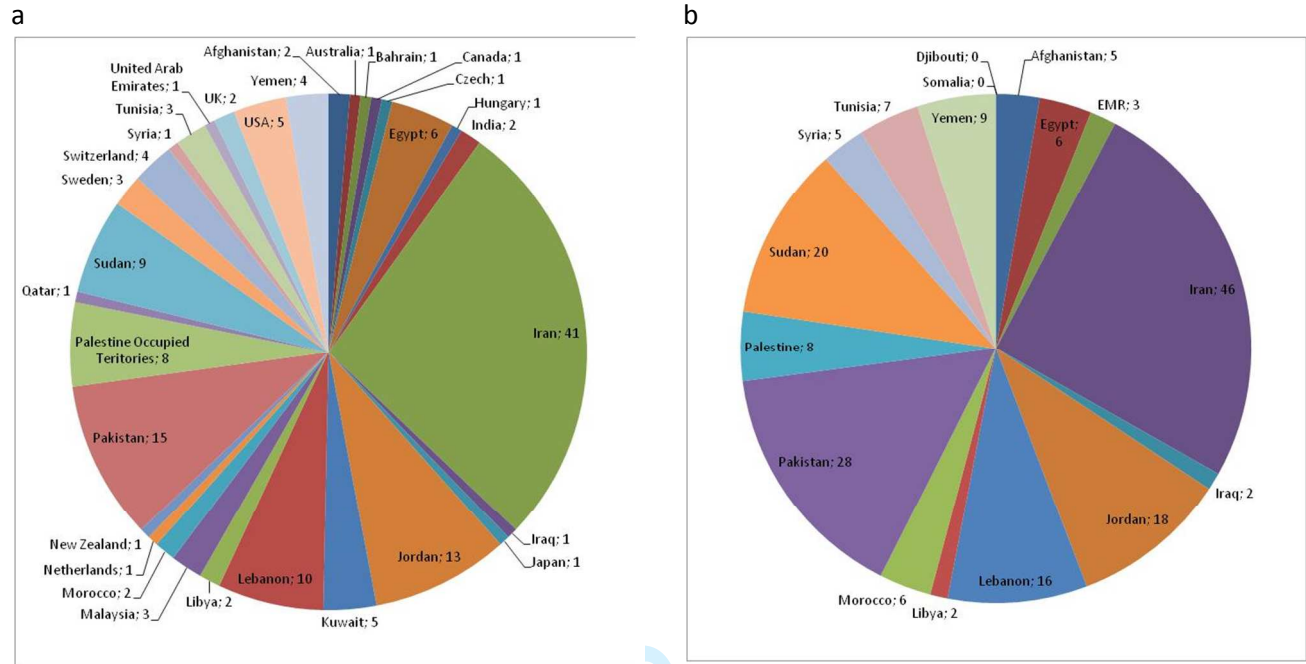 a
Afghanistan; 2
Australia; 1
Bahrain; 1
Canada; 1
Czech; 1
Egypt; 6
Hungary; 1
India; 2
Iran; 41
Iraq; 1
Japan; 1
Jordan; 13
Kuwait; 5
Lebanon; 10
Libya; 2
Malaysia; 3
Morocco; 2
Netherlands; 1
New Zealand; 1
Pakistan; 15
Palestine Occupied
Territories; 8
Qatar; 1
Sudan; 9
Sweden; 3
Switzerland; 4
Syria; 1
Tunisia; 3
United Arab
Emirates; 1
UK; 2
USA; 5
Yemen; 4
b
Djibouti; 0
Afghanistan; 5
Egypt;
6
EMR; 3
Iran; 46
Iraq; 2
Jordan; 18
Lebanon; 16
Libya; 2
Morocco; 6
Pakistan; 28
Palestine; 8
Sudan; 20
Syria; 5
Tunisia; 7
Yemen; 9
Somalia; 0